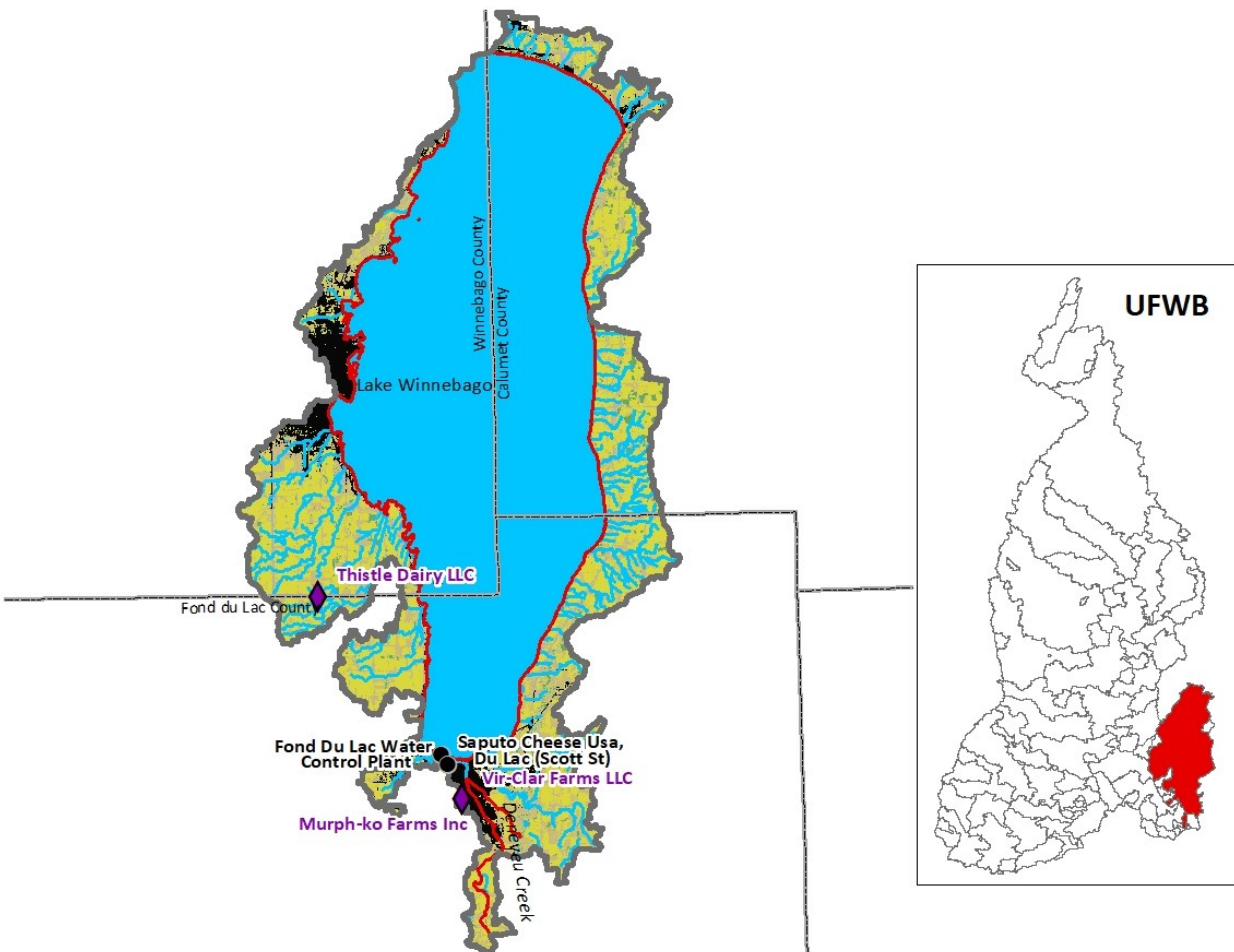 Winnebago County
Calumet County
UFWB
Lake Winnebago
Thistle Dairy LLC
Fond du Lac Count
Fond Du Lac Water
Control Plant
Saputo Cheese Usa,
Du Lac (Scott St)
Vir-Clar Farms LLC
Murph-ko Farms Inc
Deneveu Creek